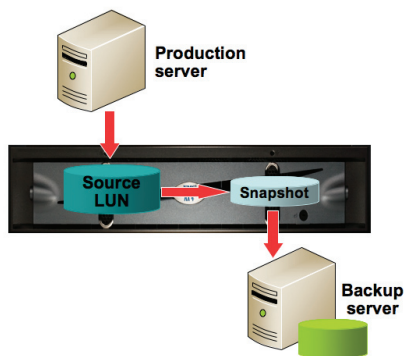 Production
server
Source
LUN
Snapshot
Backup
server